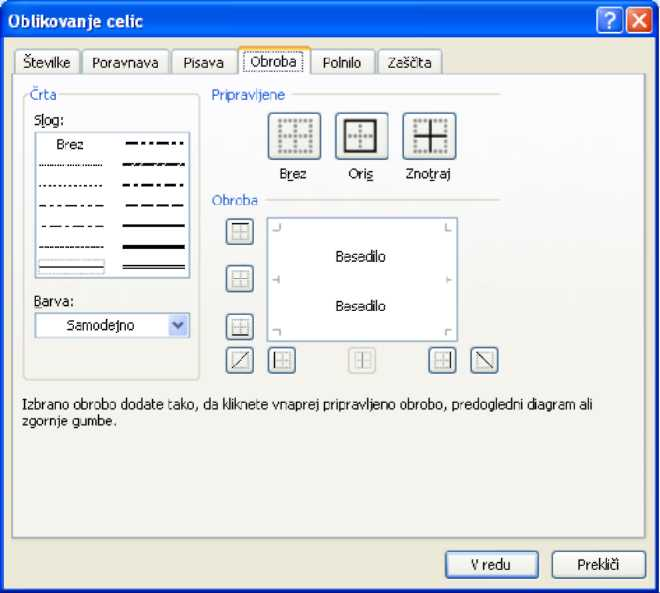 Oblikovanje celic
Številke Poravnava Pisava Obroba Polnilo Zaščita
Črta
Slog:
Brez
Barva:
Samodejno
Pripravljene
Brez Oris Znotraj
Obroba
Besedilo
Besedilo
Izbrano obrobo dodate tako, da kliknete vnaprej pripravljeno obrobo, predogledni diagram ali
zgornje gumbe.
V redu Prekliči